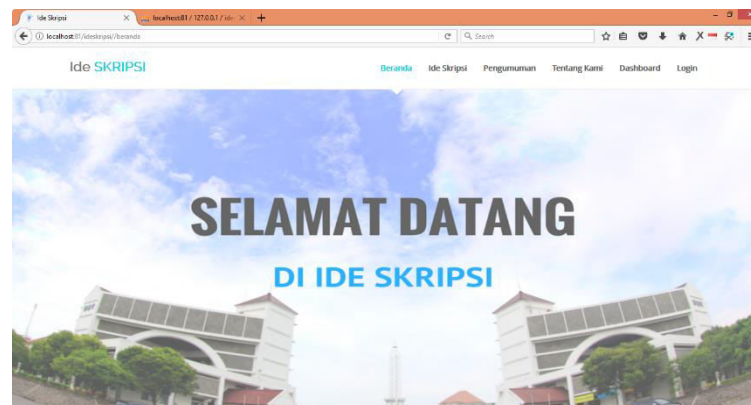 Ide Skripsi
localhost:81 / 127.0.0.1 / ide
localhost:81/ideskripsi//beranda
Search
Ide SKRIPSI
Beranda Ide Skripsi Pengumuman Tentang Kami Dashboard Login
SELAMAT DATANG
DI IDE SKRIPSI